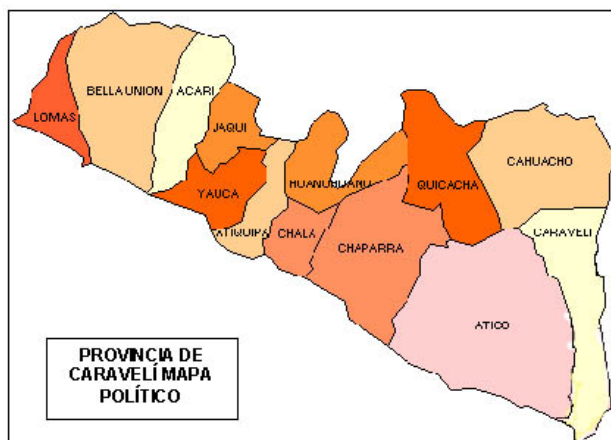 LOMAS
BELLA UNION
ACARI
JAQUI
YAUCA
ATIQUIPA
HUANUHUANU
CHALA
CHAPARRA
QUICACHA
CAHUACHO
CARAVELI
ATICO
PROVINCIA DE
CARAVELÍ MAPA
POLÍTICO